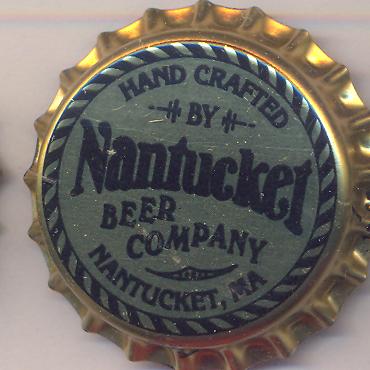 HAND CRAFTED
BY
Nantucket
BEER
COMPANY
NANTUCKET, MA